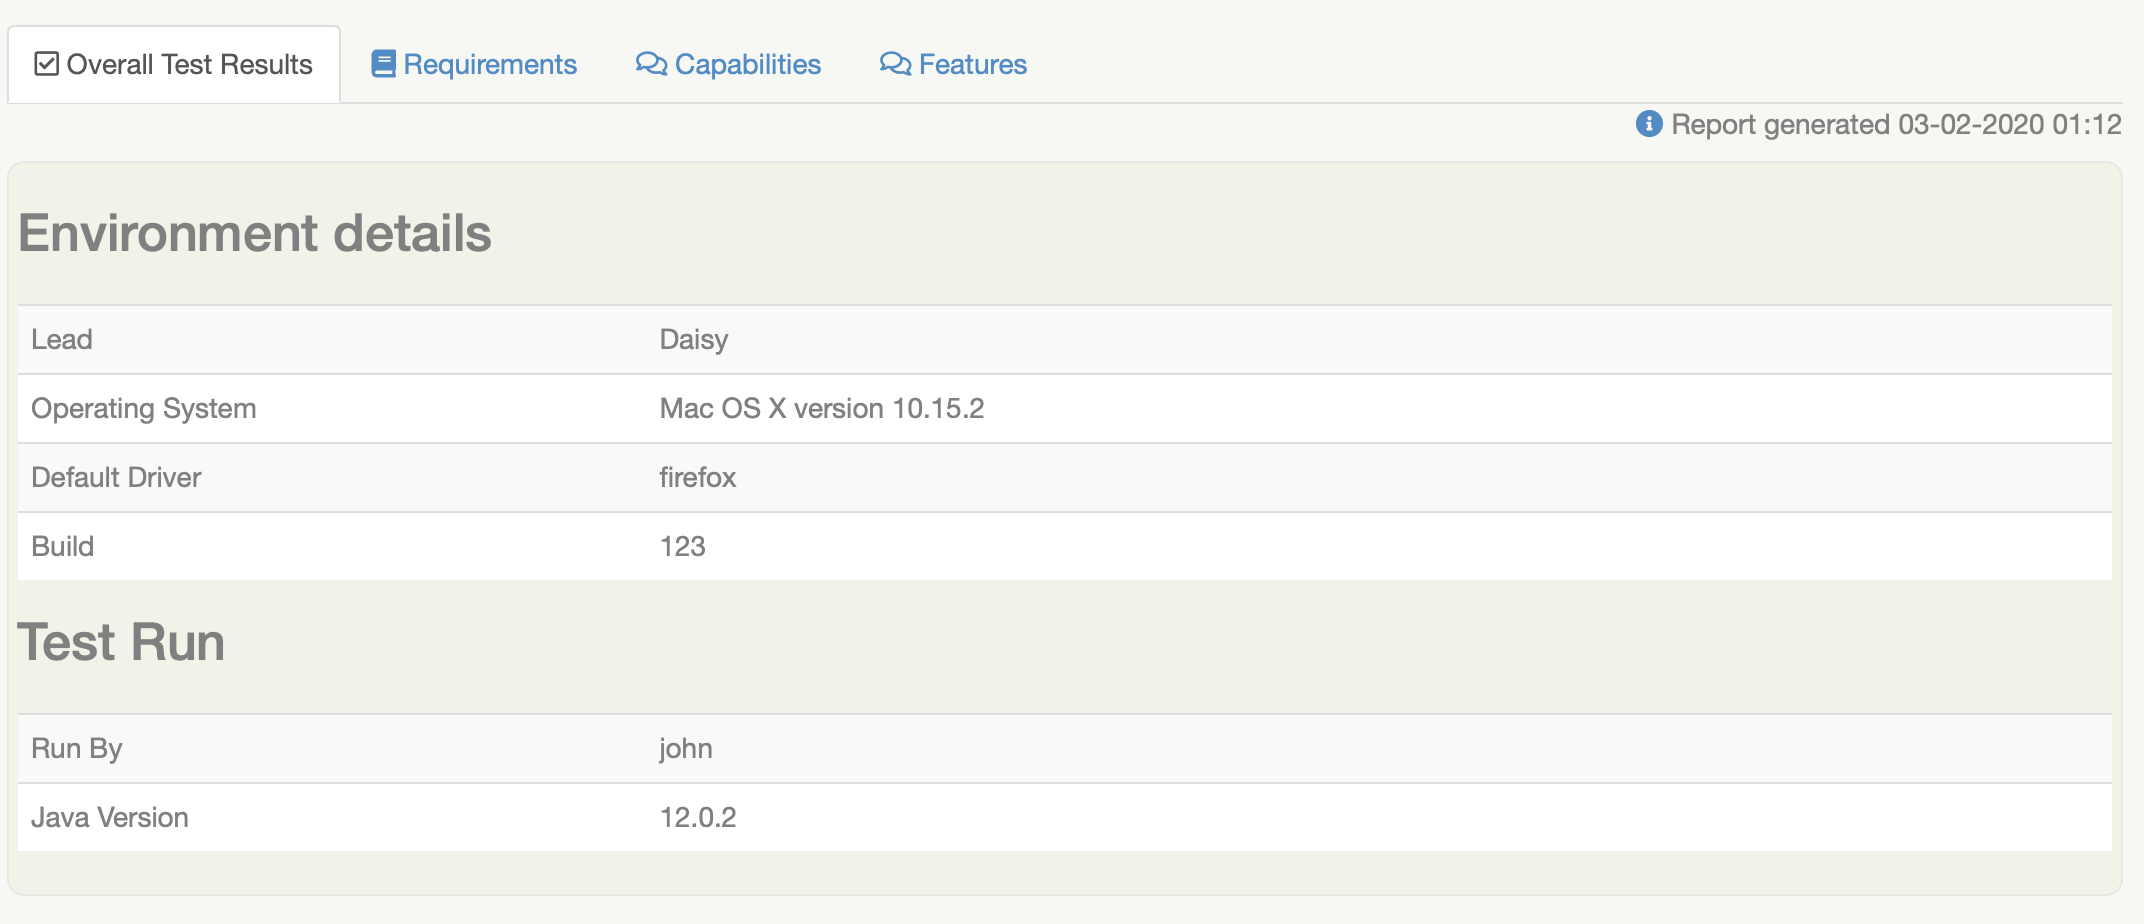 Overall Test Results Requirements Capabilities Features
Report generated 03-02-2020 01:12
Environment details
Lead Daisy
Operating System Mac OS X version 10.15.2
Default Driver firefox
Build 123
Test Run
Run By john
Java Version 12.0.2